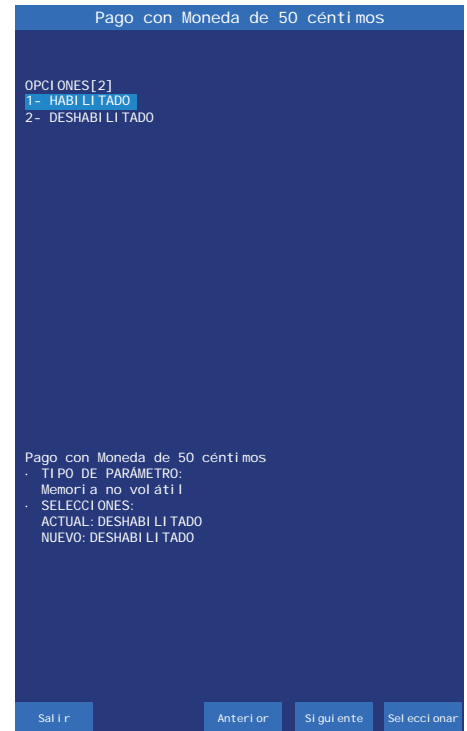 Pago con Moneda de 50 céntimos
OPCIONES[2]
1- HABILITADO
2- DESHABILITADO
Pago con Moneda de 50 céntimos
· TIPO DE PARÁMETRO:
Memoria no volátil
· SELECCIONES:
ACTUAL: DESHABILITADO
NUEVO: DESHABILITADO
Salir Anterior Siguiente Seleccionar